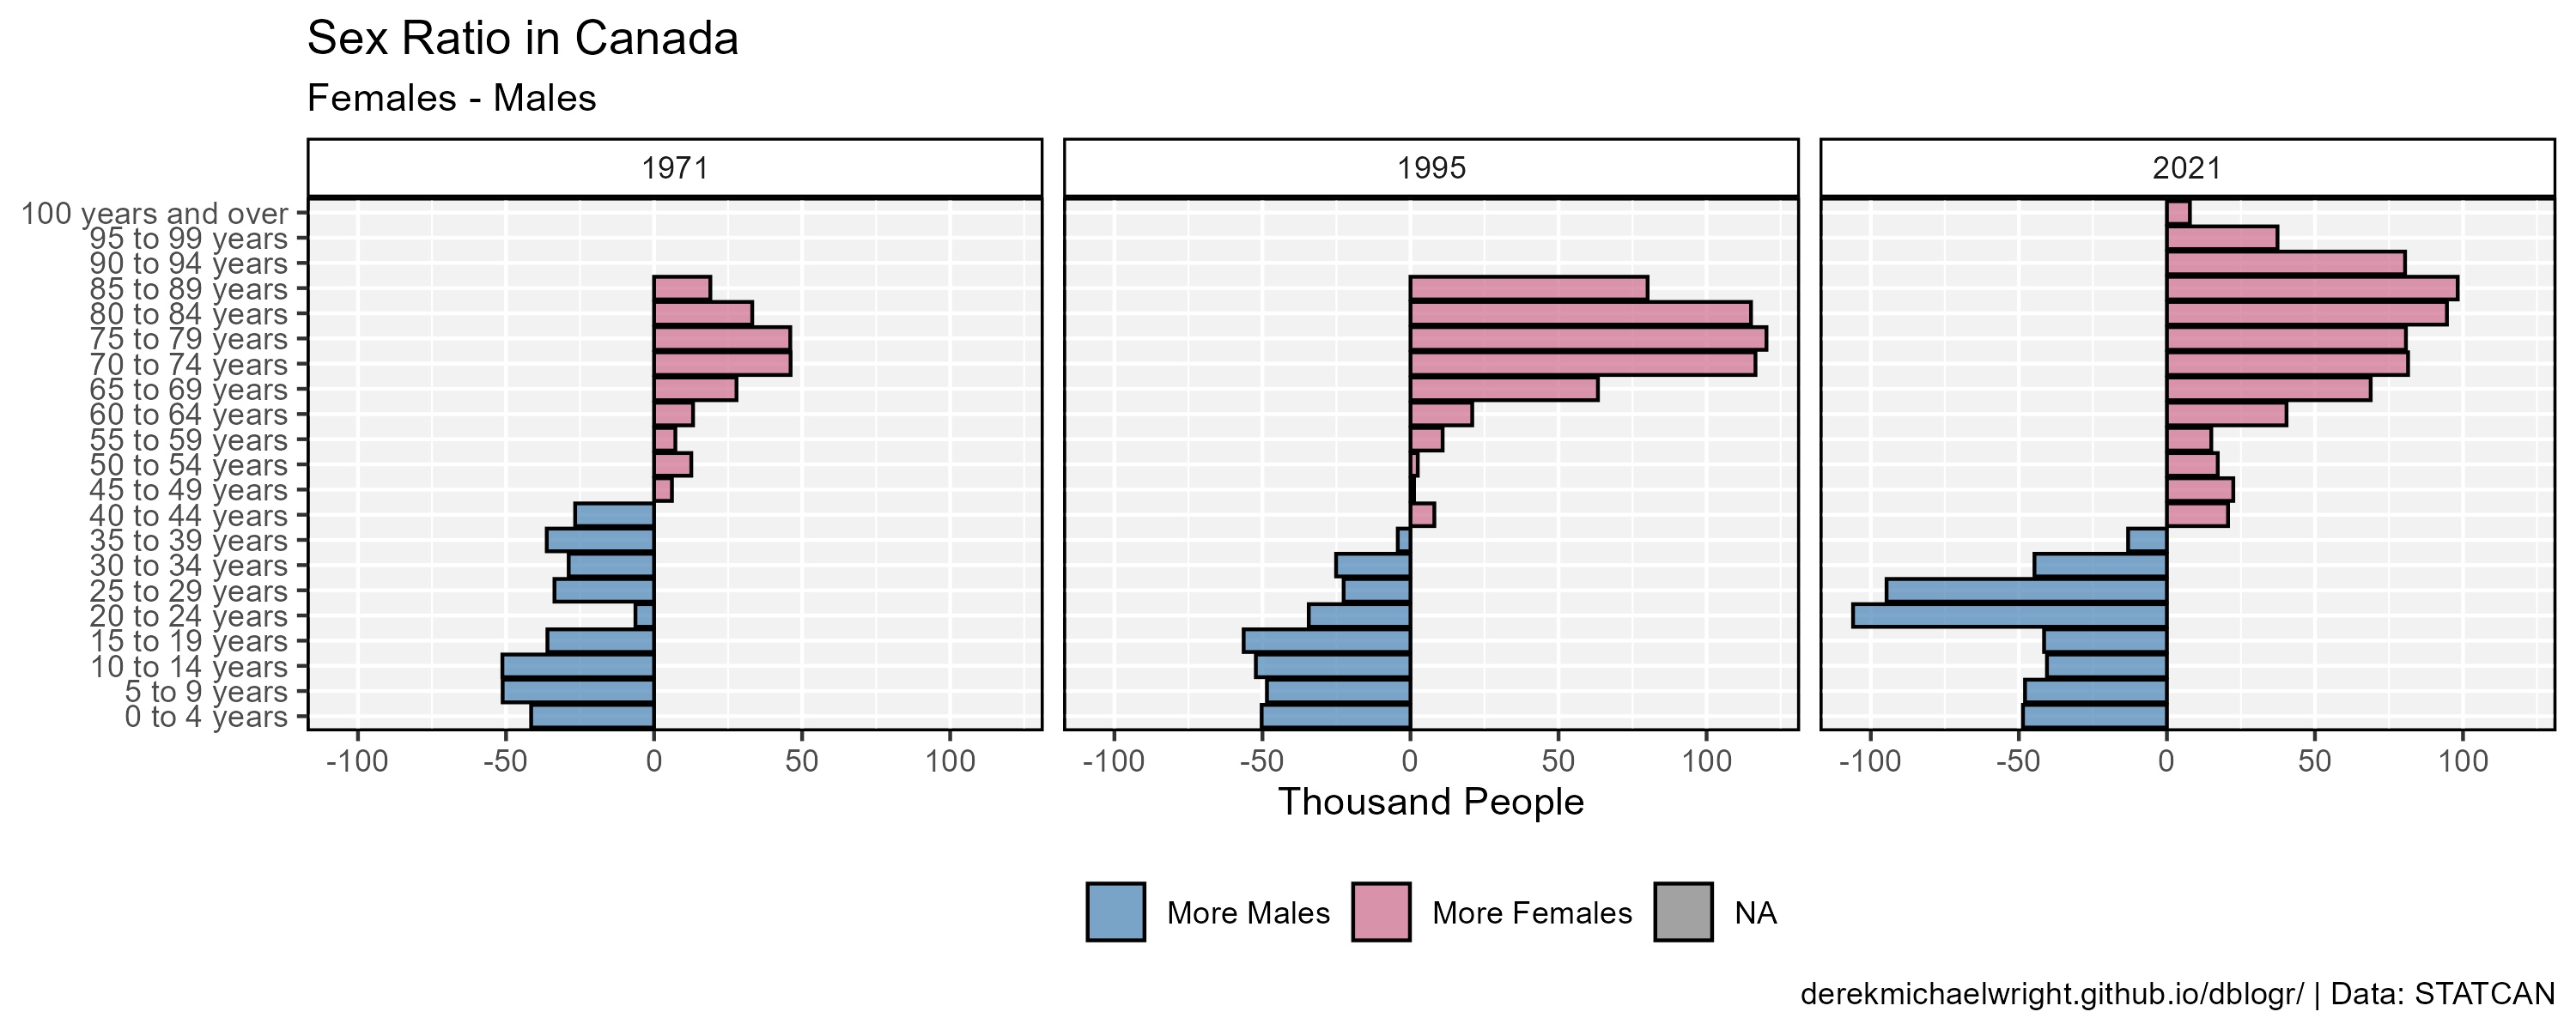 Sex Ratio in Canada
Females - Males
1971
1995
2021
100 years and over
95 to 99 years
90 to 94 years
85 to 89 years
80 to 84 years
75 to 79 years
70 to 74 years
65 to 69 years
60 to 64 years
55 to 59 years
50 to 54 years
45 to 49 years
40 to 44 years
35 to 39 years
30 to 34 years
25 to 29 years
20 to 24 years
15 to 19 years
10 to 14 years
5 to 9 years
0 to 4 years
-100 -50 0 50 100
-100 -50 0 50 100
-100 -50 0 50 100
Thousand People
More Males More Females NA
derekmichaelwright.github.io/dblogr/ | Data: STATCAN